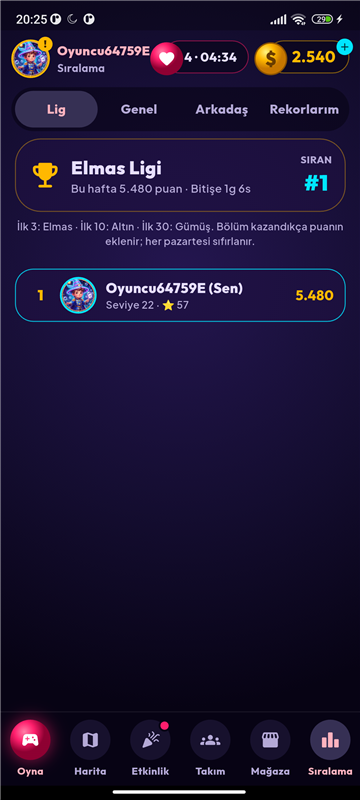 20:25
29
Oyuncu64759E
Sıralama
4 · 04:34
2.540
Lig
Genel
Arkadaş
Rekorlarım
Elmas Ligi
Bu hafta 5.480 puan · Bitişe 1g 6s
SIRAN
#1
İlk 3: Elmas · İlk 10: Altın · İlk 30: Gümüş. Bölüm kazandıkça puanın
eklenir; her pazartesi sıfırlanır.
1
Oyuncu64759E (Sen)
Seviye 22 · ⭐ 57
5.480
Oyna
Harita
Etkinlik
Takım
Mağaza
Sıralama